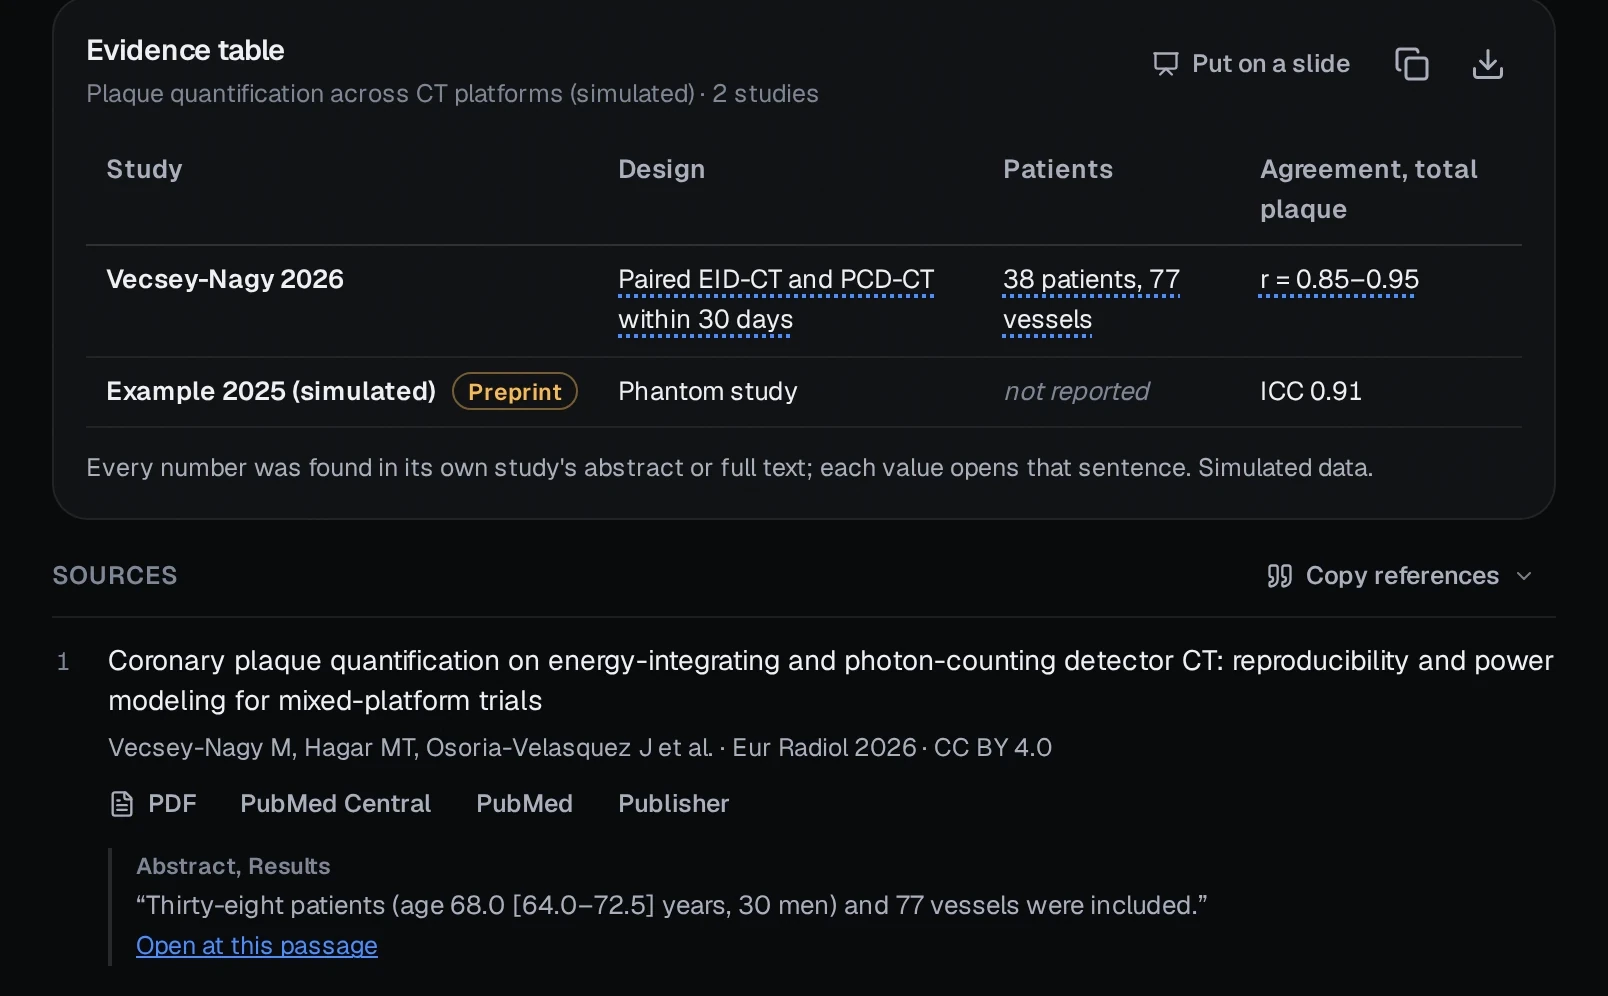 Evidence table
Put on a slide
Plaque quantification across CT platforms (simulated) · 2 studies
Study Design Patients Agreement, total
plaque
Vecsey-Nagy 2026 Paired EID-CT and PCD-CT 38 patients, 77 r = 0.85–0.95
within 30 days vessels
Example 2025 (simulated) Preprint Phantom study not reported ICC 0.91
Every number was found in its own study's abstract or full text; each value opens that sentence. Simulated data.
SOURCES Copy references
1 Coronary plaque quantification on energy-integrating and photon-counting detector CT: reproducibility and power
modeling for mixed-platform trials
Vecsey-Nagy M, Hagar MT, Osoria-Velasquez J et al. · Eur Radiol 2026 · CC BY 4.0
PDF PubMed Central PubMed Publisher
Abstract, Results
“Thirty-eight patients (age 68.0 [64.0–72.5] years, 30 men) and 77 vessels were included.”
Open at this passage